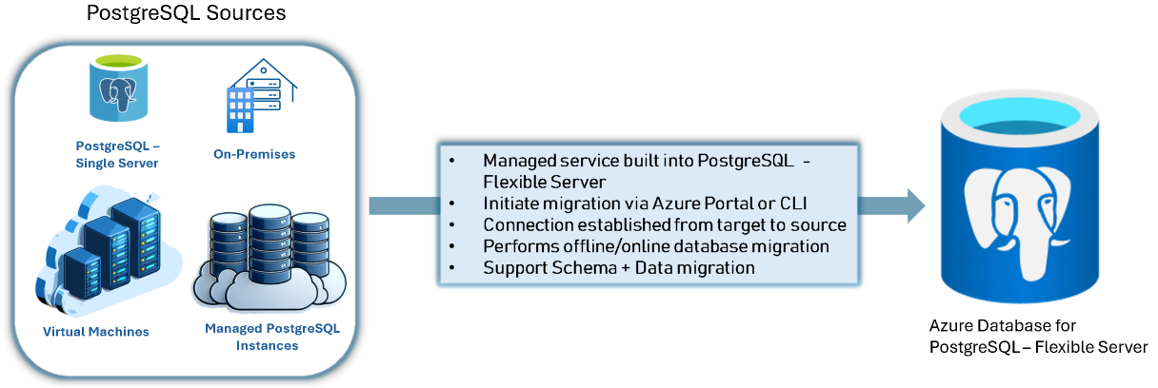 PostgreSQL Sources
PostgreSQL –
Single Server
On-Premises
Virtual Machines
Managed PostgreSQL
Instances
• Managed service built into PostgreSQL -
Flexible Server
• Initiate migration via Azure Portal or CLI
• Connection established from target to source
• Performs offline/online database migration
• Support Schema + Data migration
Azure Database for
PostgreSQL – Flexible Server